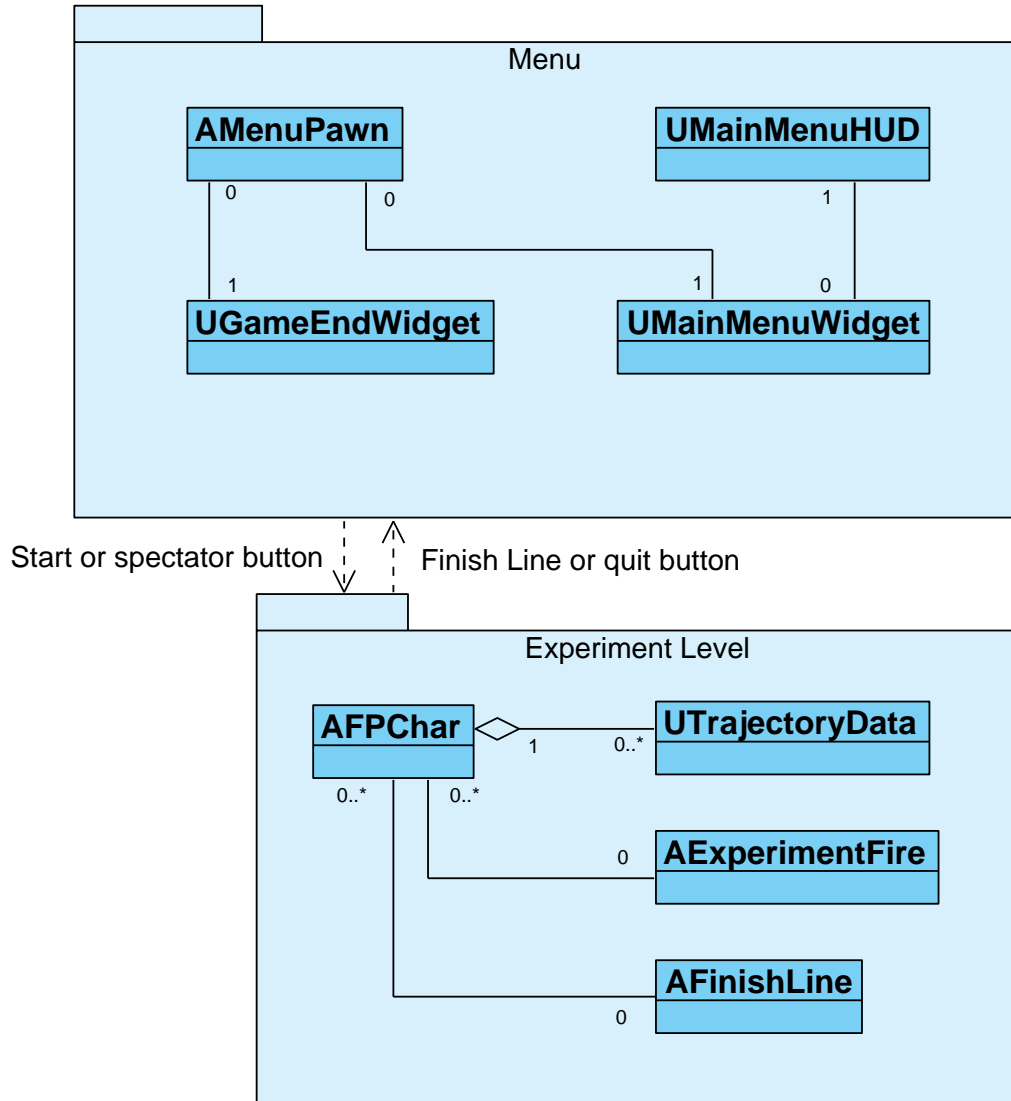 Menu
AMenuPawn
UMainMenuHUD
0
0
1
1
1
0
UGameEndWidget
UMainMenuWidget
Start or spectator button
Finish Line or quit button
Experiment Level
AFPChar
UTrajectoryData
1
0..*
0..*
0..*
0
AExperimentFire
AFinishLine
0